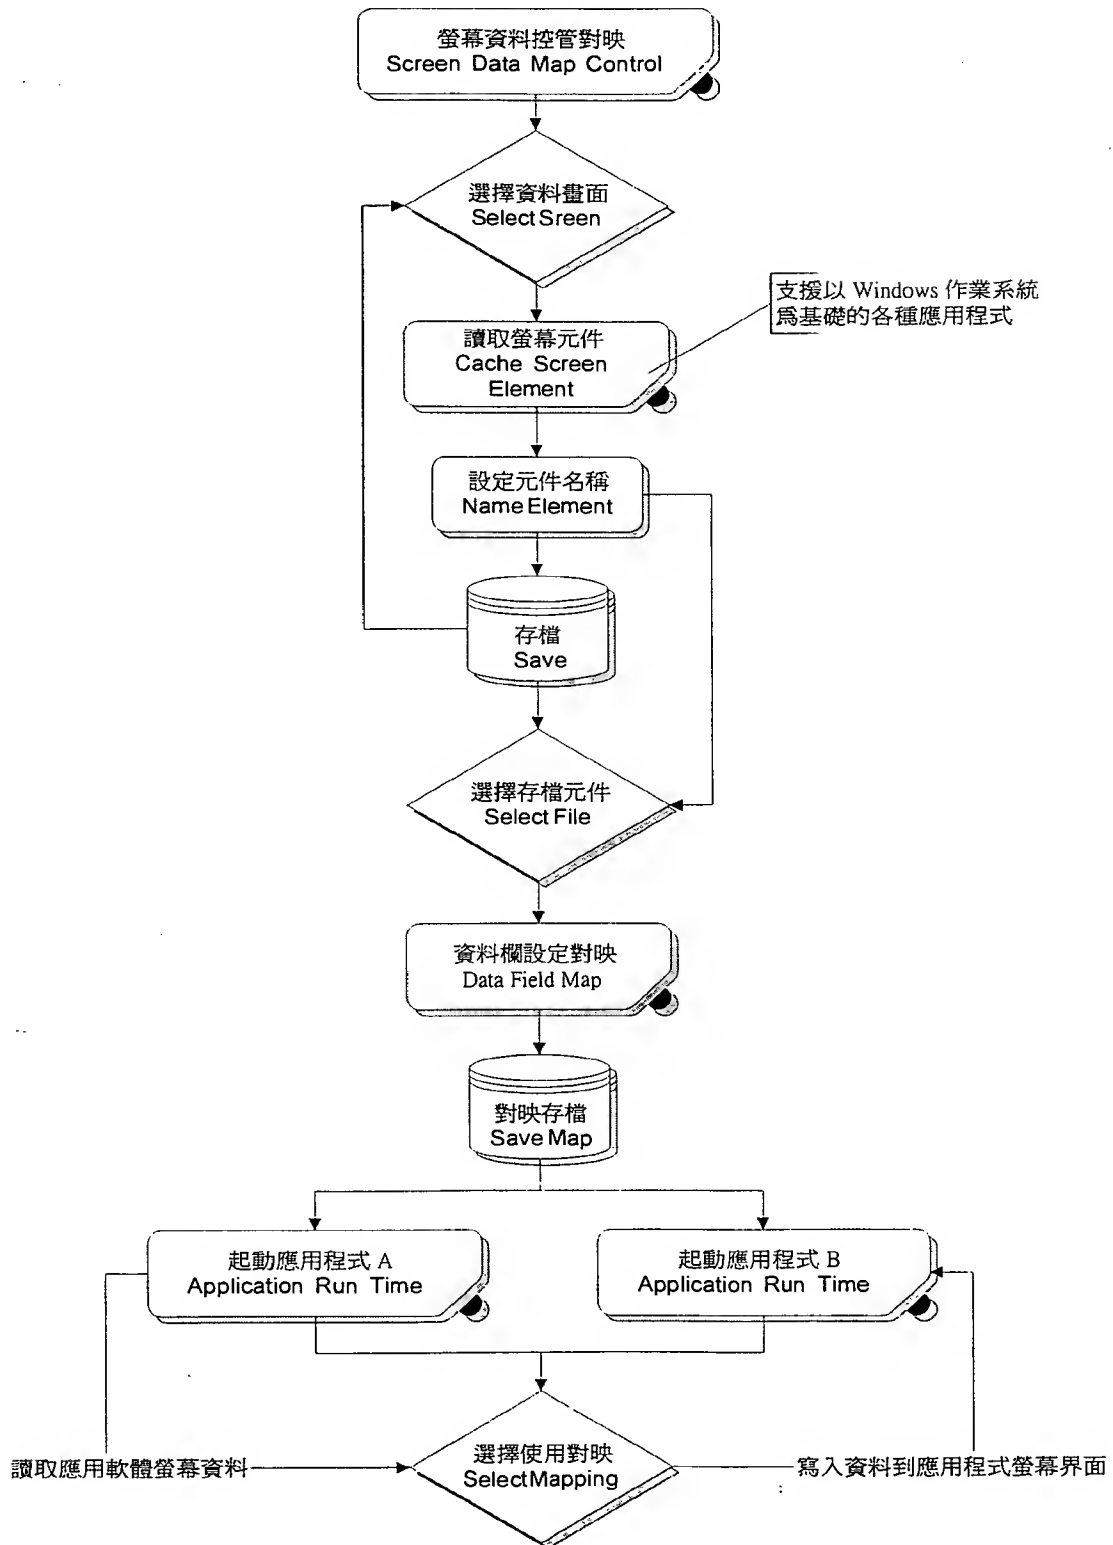 螢幕資料控管對映
Screen Data Map Control
選擇資料畫面
Select Sreen
支援以 Windows 作業系統
爲基礎的各種應用程式
讀取螢幕元件
Cache Screen
Element
設定元件名稱
Name Element
存檔
Save
選擇存檔元件
Select File
資料欄設定對映
Data Field Map
對映存檔
Save Map
起動應用程式 A
Application Run Time
起動應用程式 B
Application Run Time
讀取應用軟體螢幕資料
選擇使用對映
Select Mapping
寫入資料到應用程式螢幕界面